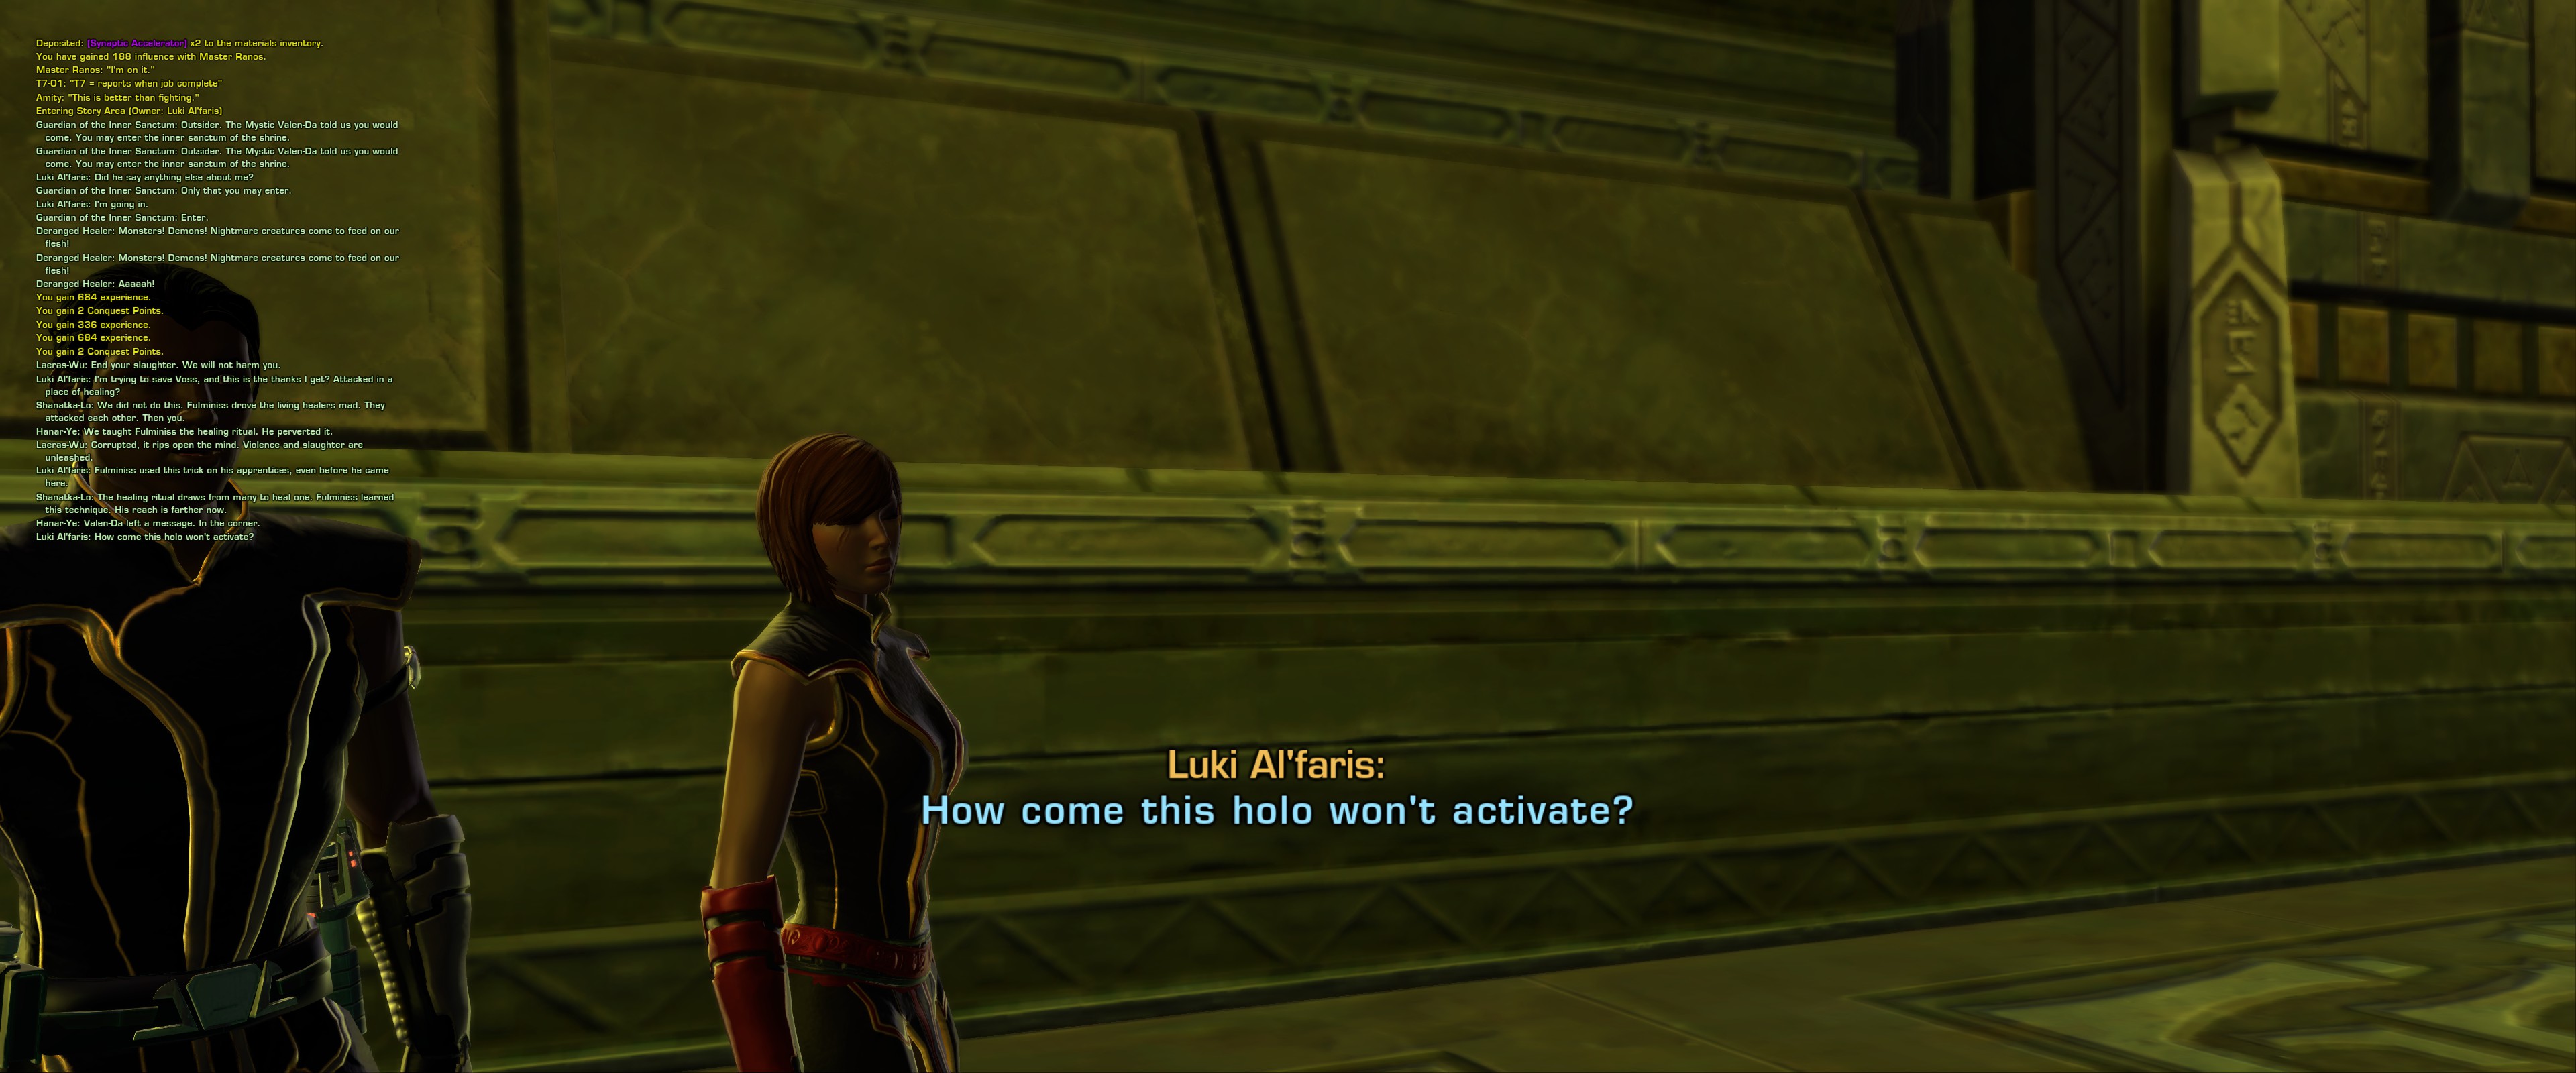 Deposited: [Synaptic Accelerator] x2 to the materials inventory.
You have gained 188 influence with Master Ranos.
Master Ranos: "I'm on it."
T7-01: "T7 = reports when job complete"
Amity: "This is better than fighting."
Entering Story Area (Owner: Luki Al'faris)
Guardian of the Inner Sanctum: Outsider. The Mystic Valen-Da told us you would
come. You may enter the inner sanctum of the shrine.
Guardian of the Inner Sanctum: Outsider. The Mystic Valen-Da told us you would
come. You may enter the inner sanctum of the shrine.
Luki Al'faris: Did he say anything else about me?
Guardian of the Inner Sanctum: Only that you may enter.
Luki Al'faris: I'm going in.
Guardian of the Inner Sanctum: Enter.
Deranged Healer: Monsters! Demons! Nightmare creatures come to feed on our
flesh!
Deranged Healer: Monsters! Demons! Nightmare creatures come to feed on our
flesh!
Deranged Healer: Aaaaah!
You gain 684 experience.
You gain 2 Conquest Points.
You gain 336 experience.
You gain 684 experience.
You gain 2 Conquest Points.
Laeras-Wu: End your slaughter. We will not harm you.
Luki Al'faris: I'm trying to save Voss, and this is the thanks I get? Attacked in a
place of healing?
Shanatka-Lo: We did not do this. Fulminiss drove the living healers mad. They
attacked each other. Then you.
Hanar-Ye: We taught Fulminiss the healing ritual. He perverted it.
Laeras-Wu: Corrupted, it rips open the mind. Violence and slaughter are
unleashed.
Luki Al'faris: Fulminiss used this trick on his apprentices, even before he came
here.
Shanatka-Lo: The healing ritual draws from many to heal one. Fulminiss learned
this technique. His reach is farther now.
Hanar-Ye: Valen-Da left a message. In the corner.
Luki Al'faris: How come this holo won't activate?
Luki Al'faris:
How come this holo won't activate?